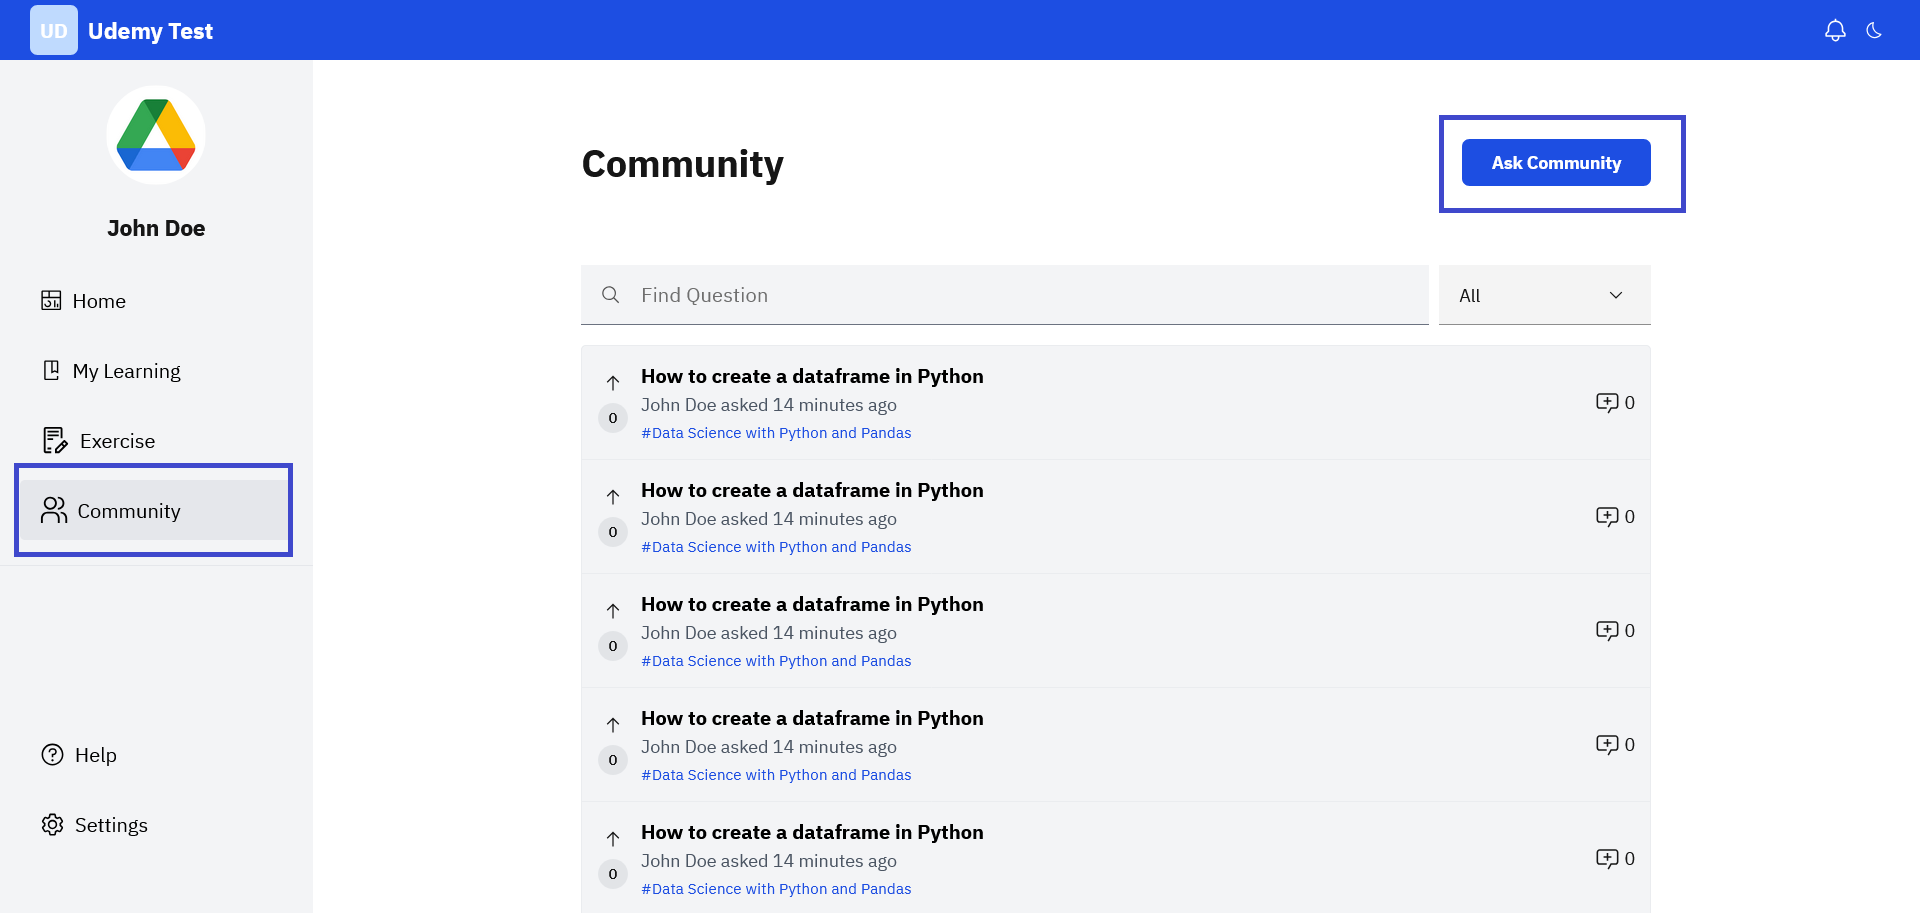 UD Udemy Test
John Doe
Home
My Learning
Exercise
Community
Help
Settings
Community
Ask Community
Find Question
All
How to create a dataframe in Python
John Doe asked 14 minutes ago
#Data Science with Python and Pandas
0
0
How to create a dataframe in Python
John Doe asked 14 minutes ago
#Data Science with Python and Pandas
0
0
How to create a dataframe in Python
John Doe asked 14 minutes ago
#Data Science with Python and Pandas
0
0
How to create a dataframe in Python
John Doe asked 14 minutes ago
#Data Science with Python and Pandas
0
0
How to create a dataframe in Python
John Doe asked 14 minutes ago
#Data Science with Python and Pandas
0
0